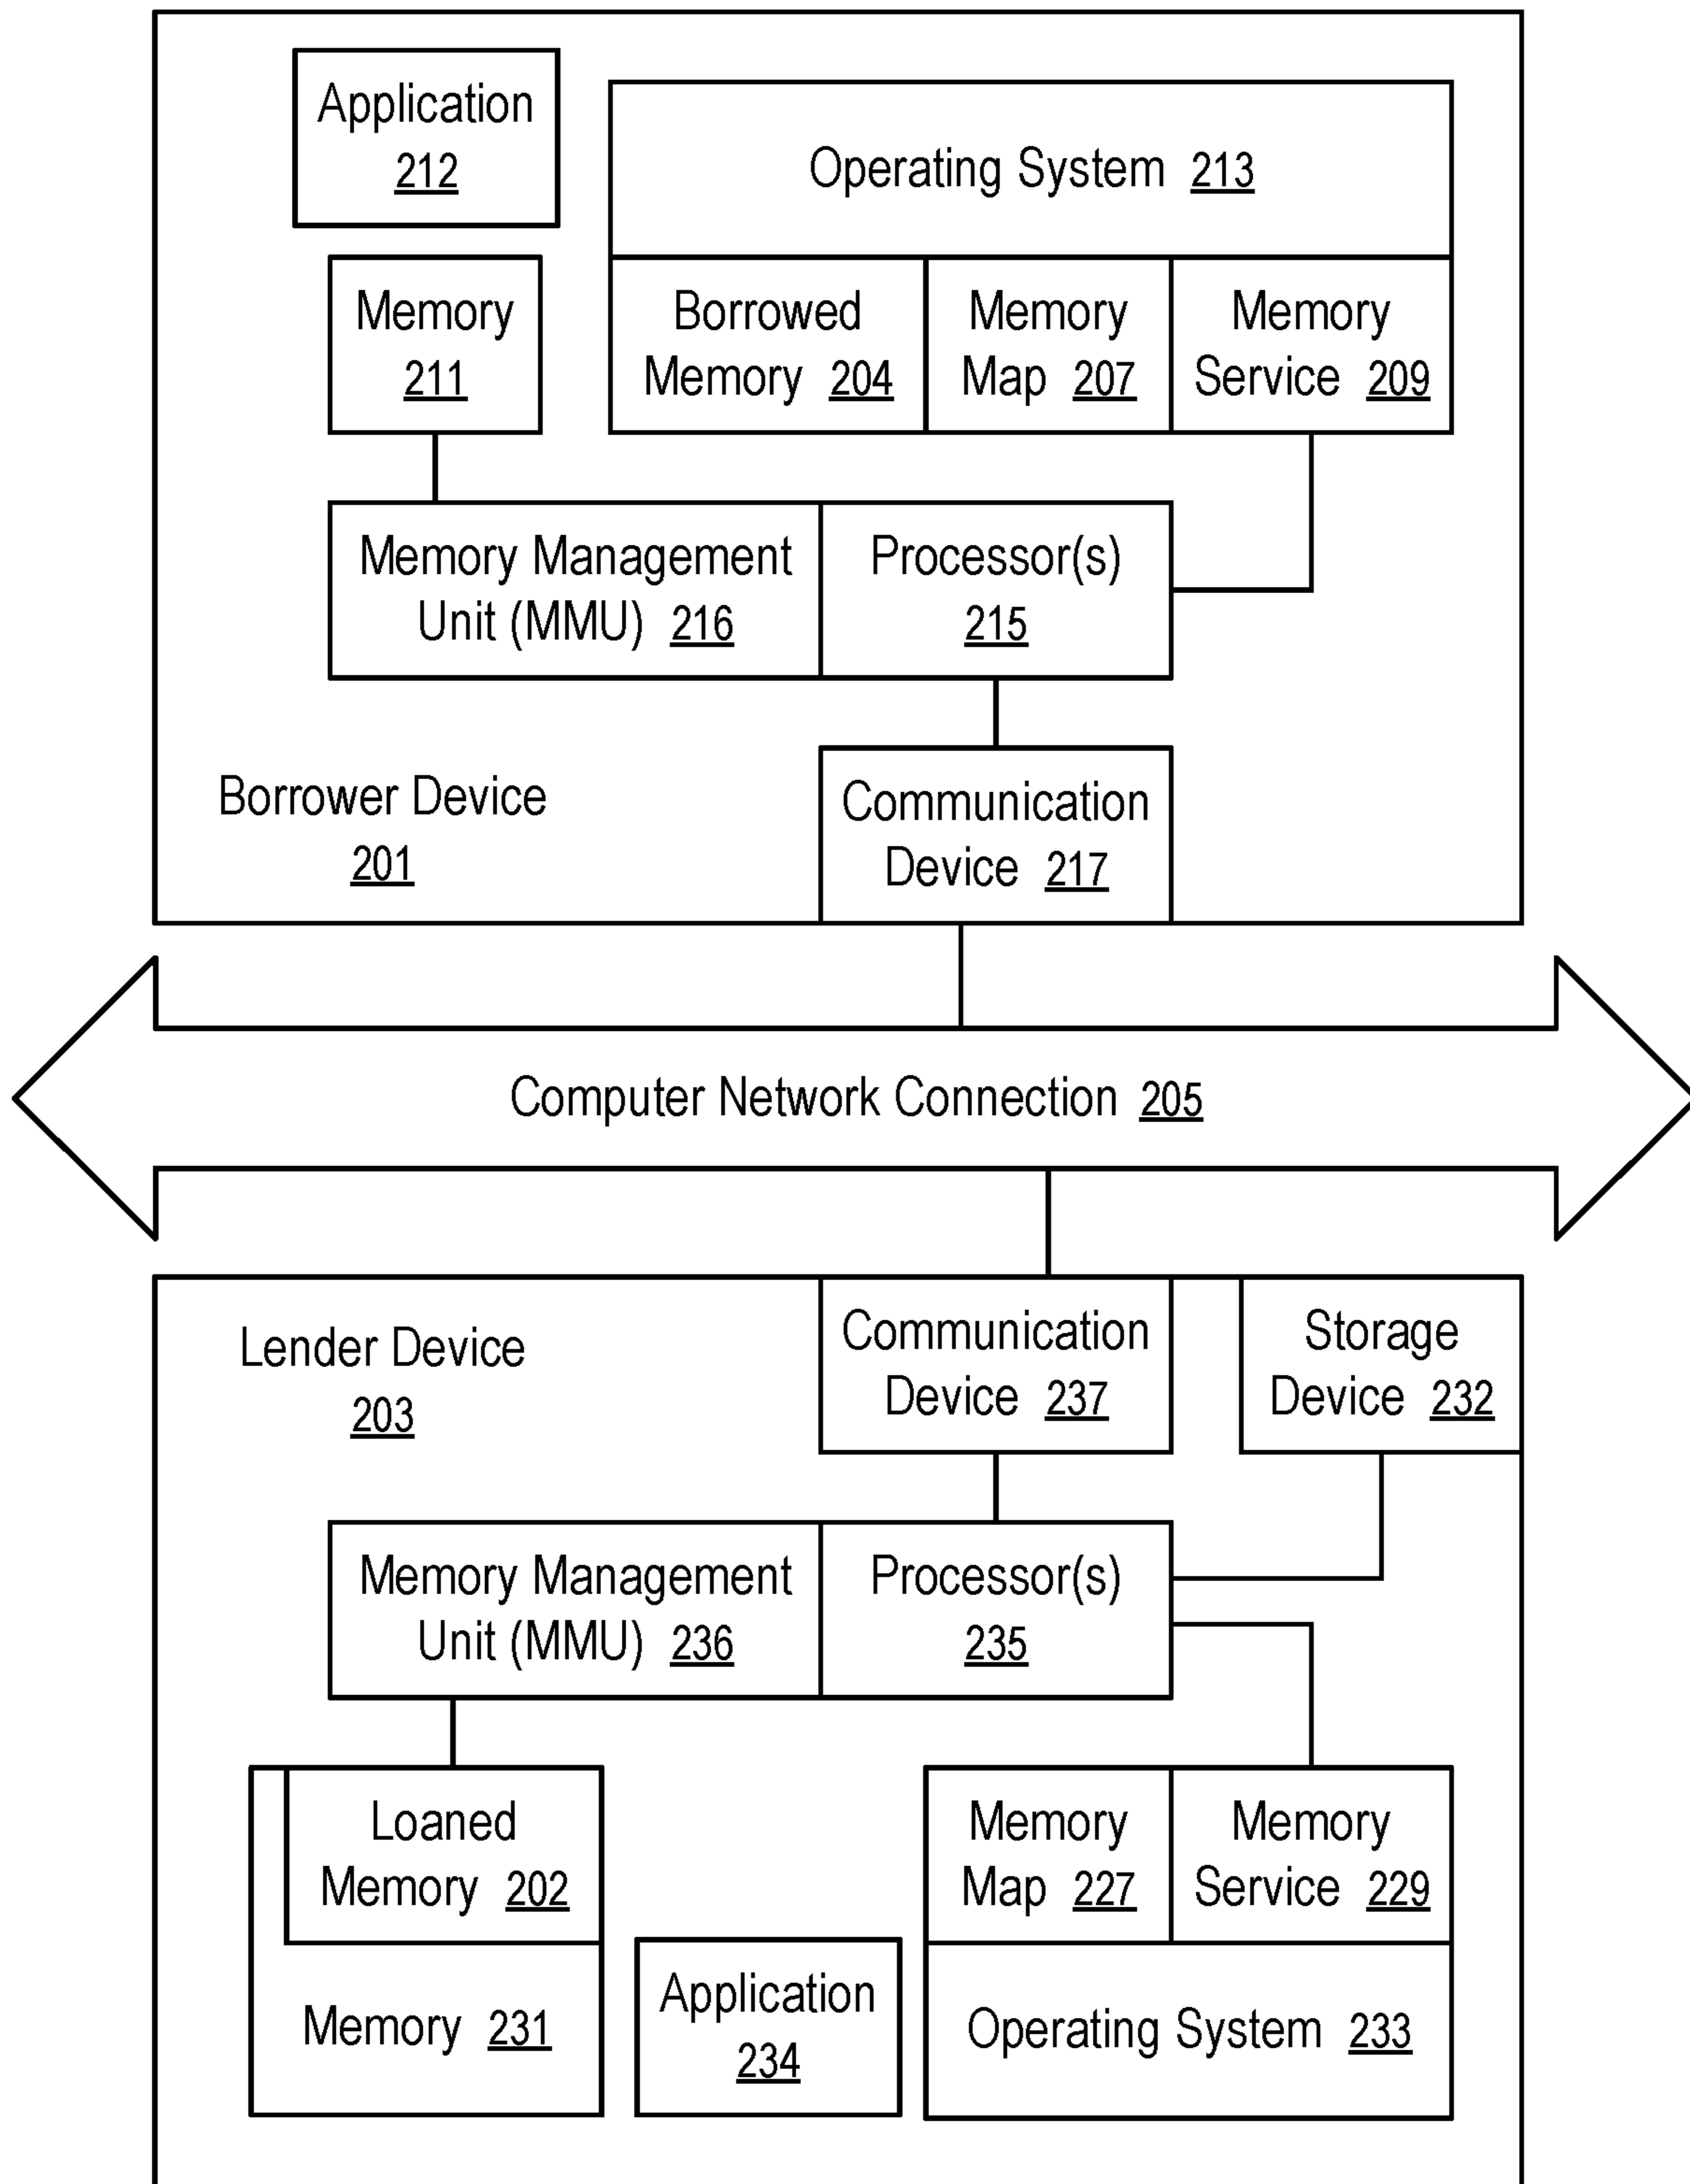 Application
212
Operating System 213
Memory
211
Borrowed
Memory 204
Memory
Map 207
Memory
Service 209
Memory Management
Unit (MMU) 216
Processor(s)
215
Borrower Device
201
Communication
Device 217
Computer Network Connection 205
Lender Device
203
Communication
Device 237
Storage
Device 232
Memory Management
Unit (MMU) 236
Processor(s)
235
Loaned
Memory 202
Memory
Map 227
Memory
Service 229
Memory 231
Application
234
Operating System 233